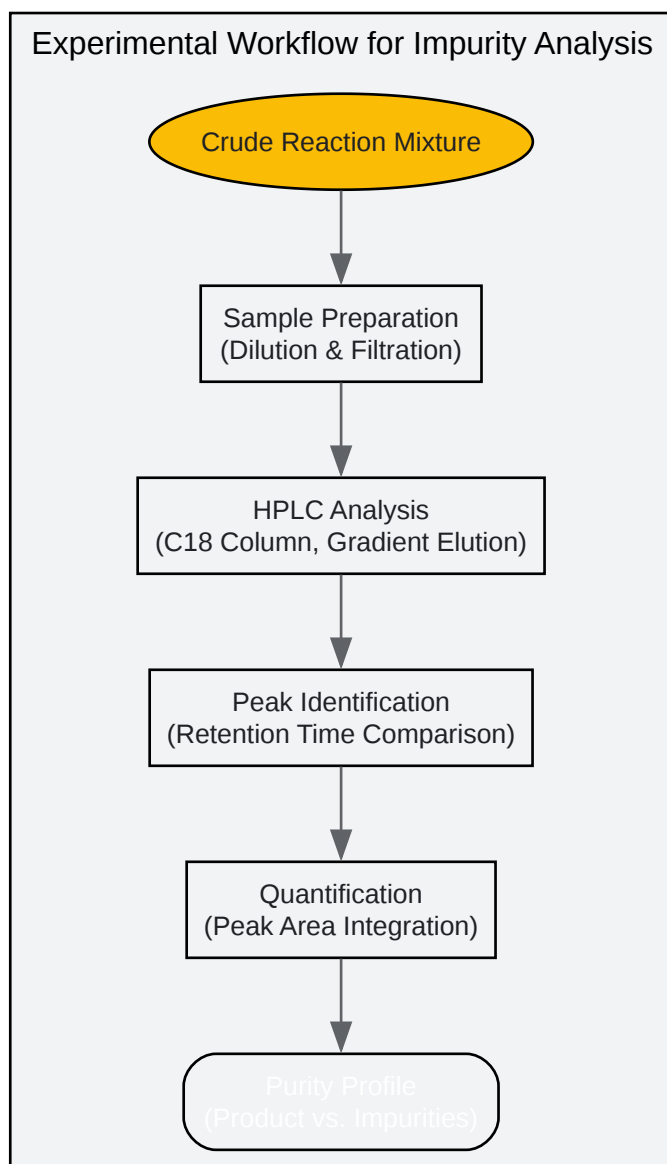 Experimental Workflow for Impurity Analysis
Crude Reaction Mixture
Sample Preparation
(Dilution & Filtration)
HPLC Analysis
(C18 Column, Gradient Elution)
Peak Identification
(Retention Time Comparison)
Quantification
(Peak Area Integration)
Purity Profile
(Product vs. Impurities)